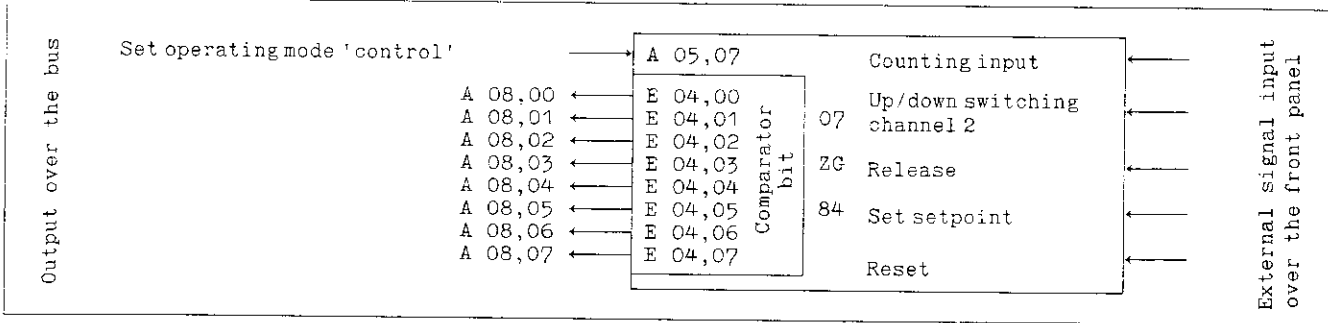 Output over the bus
Set operating mode 'control'
A 05,07
Counting input
A 08,00
E 04,00
A 08,01
E 04,01
A 08,02
E 04,02
A 08,03
E 04,03
A 08,04
E 04,04
A 08,05
E 04,05
A 08,06
E 04,06
A 08,07
E 04,07
Comparator
bit
07
ZG
84
Up/down switching
channel 2
Release
Set setpoint
Reset
External signal input
over the front panel